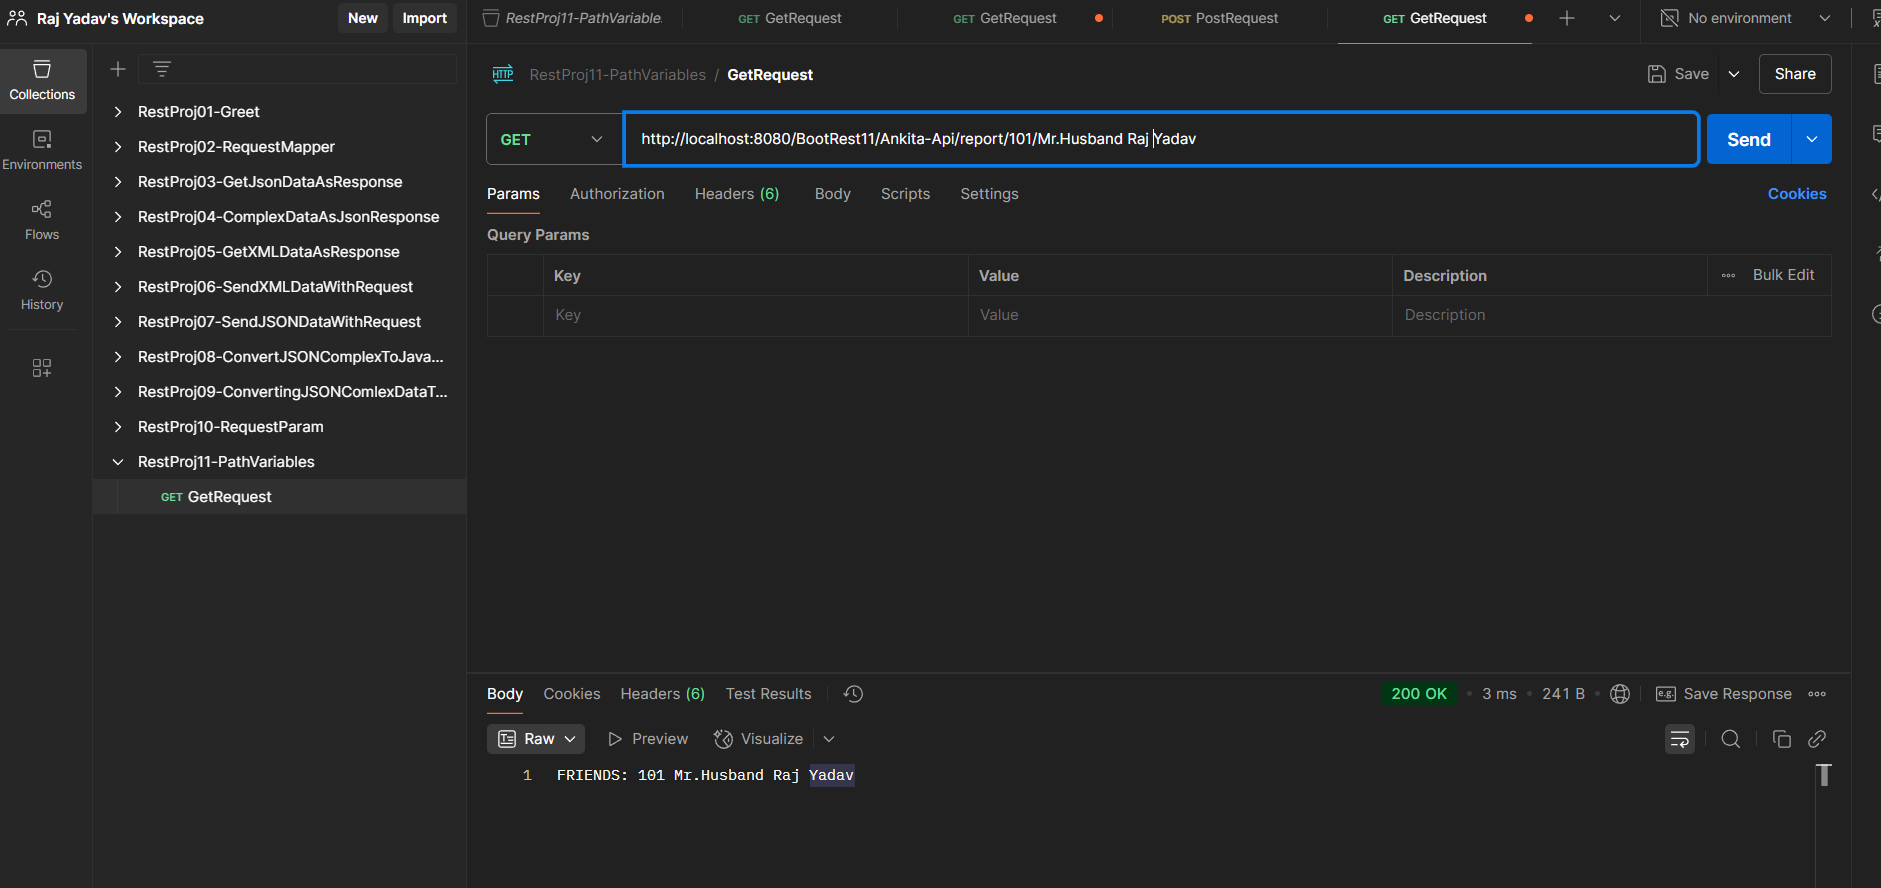 Raj Yadav's Workspace
New
Import
RestProj11-PathVariable
GET GetRequest
GET GetRequest
POST PostRequest
GET GetRequest
No environment
Collections
Environments
Flows
History
RestProj01-Greet
RestProj02-RequestMapper
RestProj03-GetJsonDataAsResponse
RestProj04-ComplexDataAsJsonResponse
RestProj05-GetXMLDataAsResponse
RestProj06-SendXMLDataWithRequest
RestProj07-SendJSONDataWithRequest
RestProj08-ConvertJSONComplexToJava...
RestProj09-ConvertingJSONComlexDataT...
RestProj10-RequestParam
RestProj11-PathVariables
GET GetRequest
HTTP RestProj11-PathVariables / GetRequest
Save
Share
GET
http://localhost:8080/BootRest11/Ankita-Api/report/101/Mr.Husband Raj Yadav
Send
Params Authorization Headers (6) Body Scripts Settings
Cookies
Query Params
Key Value Description Bulk Edit
Key Value Description
Body Cookies Headers (6) Test Results
200 OK • 3 ms • 241 B •
e.g. Save Response
Raw Preview Visualize
1 FRIENDS: 101 Mr.Husband Raj Yadav